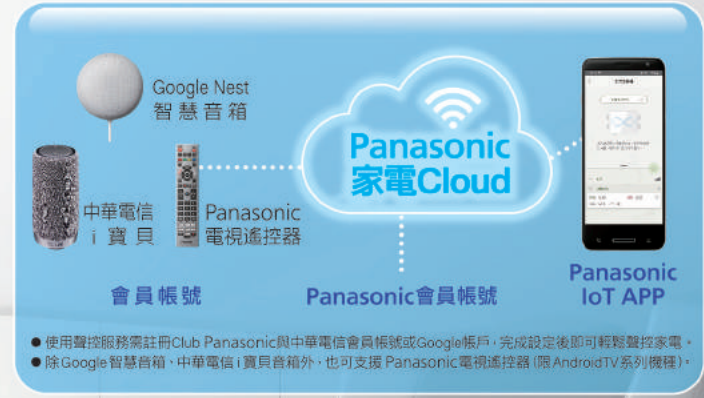 Google Nest
智慧音箱
Panasonic
家電Cloud
中華電信
i 寶貝
Panasonic
電視遙控器
會員帳號
Panasonic會員帳號
Panasonic
IoT APP
● 使用聲控服務需註冊Club Panasonic與中華電信會員帳號或Google帳戶,完成設定後即可輕鬆聲控家電。
● 除Google智慧音箱、中華電信i寶貝音箱外,也可支援 Panasonic電視遙控器(限AndroidTV系列機種)。